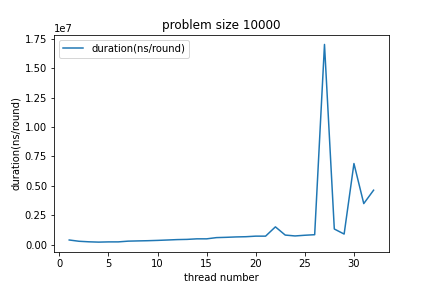 problem size 10000
1e7
duration(ns/round)
1.75
1.50
1.25
1.00
0.75
0.50
0.25
0.00
duration(ns/round)
0 5 10 15 20 25 30
thread number